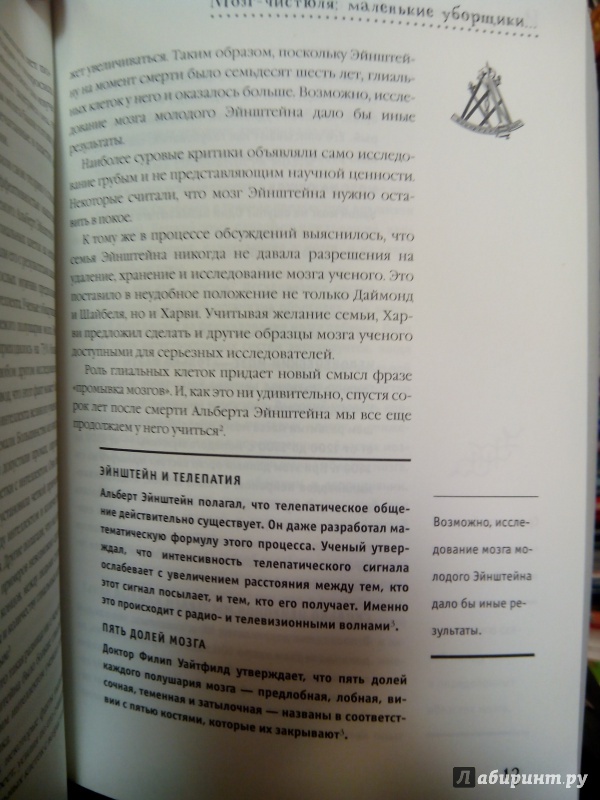 Мозг-чистюля: маленькие уборщики...
жет увеличиваться. Таким образом, поскольку Эйнштей-
ну на момент смерти было семьдесят шесть лет, глиаль-
ных клеток у него и оказалось больше. Возможно, иссле-
дование мозга молодого Эйнштейна дало бы иные
результаты.
Наиболее суровые критики объявляли само исследо-
вание грубым и не представляющим научной ценности.
Некоторые считали, что мозг Эйнштейна нужно оста-
вить в покое.
К тому же в процессе обсуждений выяснилось, что
семья Эйнштейна никогда не давала разрешения на
удаление, хранение и исследование мозга ученого. Это
поставило в неудобное положение не только Даймонд
и Шайбеля, но и Харви. Учитывая желание семьи, Хар-
ви предложил сделать и другие образцы мозга ученого
доступными для серьезных исследователей.
Роль глиальных клеток придает новый смысл фразе
«промывка мозгов». И, как это ни удивительно, спустя со-
рок лет после смерти Альберта Эйнштейна мы все еще
продолжаем у него учиться².
ЭЙНШТЕЙН И ТЕЛЕПАТИЯ
Альберт Эйнштейн полагал, что телепатическое обще-
ние действительно существует. Он даже разработал ма-
тематическую формулу этого процесса. Ученый утвер-
ждал, что интенсивность телепатического сигнала
ослабевает с увеличением расстояния между тем, кто
этот сигнал посылает, и тем, кто его получает. Именно
это происходит с радио- и телевизионными волнами³.
ПЯТЬ ДОЛЕЙ МОЗГА
Доктор Филип Уайтфилд утверждает, что пять долей
каждого полушария мозга — предлобная, лобная, ви-
сочная, теменная и затылочная — названы в соответст-
вии с пятью костями, которые их закрывают⁴.
Возможно, иссле-
дование мозга мо-
лодого Эйнштейна
дало бы иные ре-
зультаты.
Лабиринт.ру